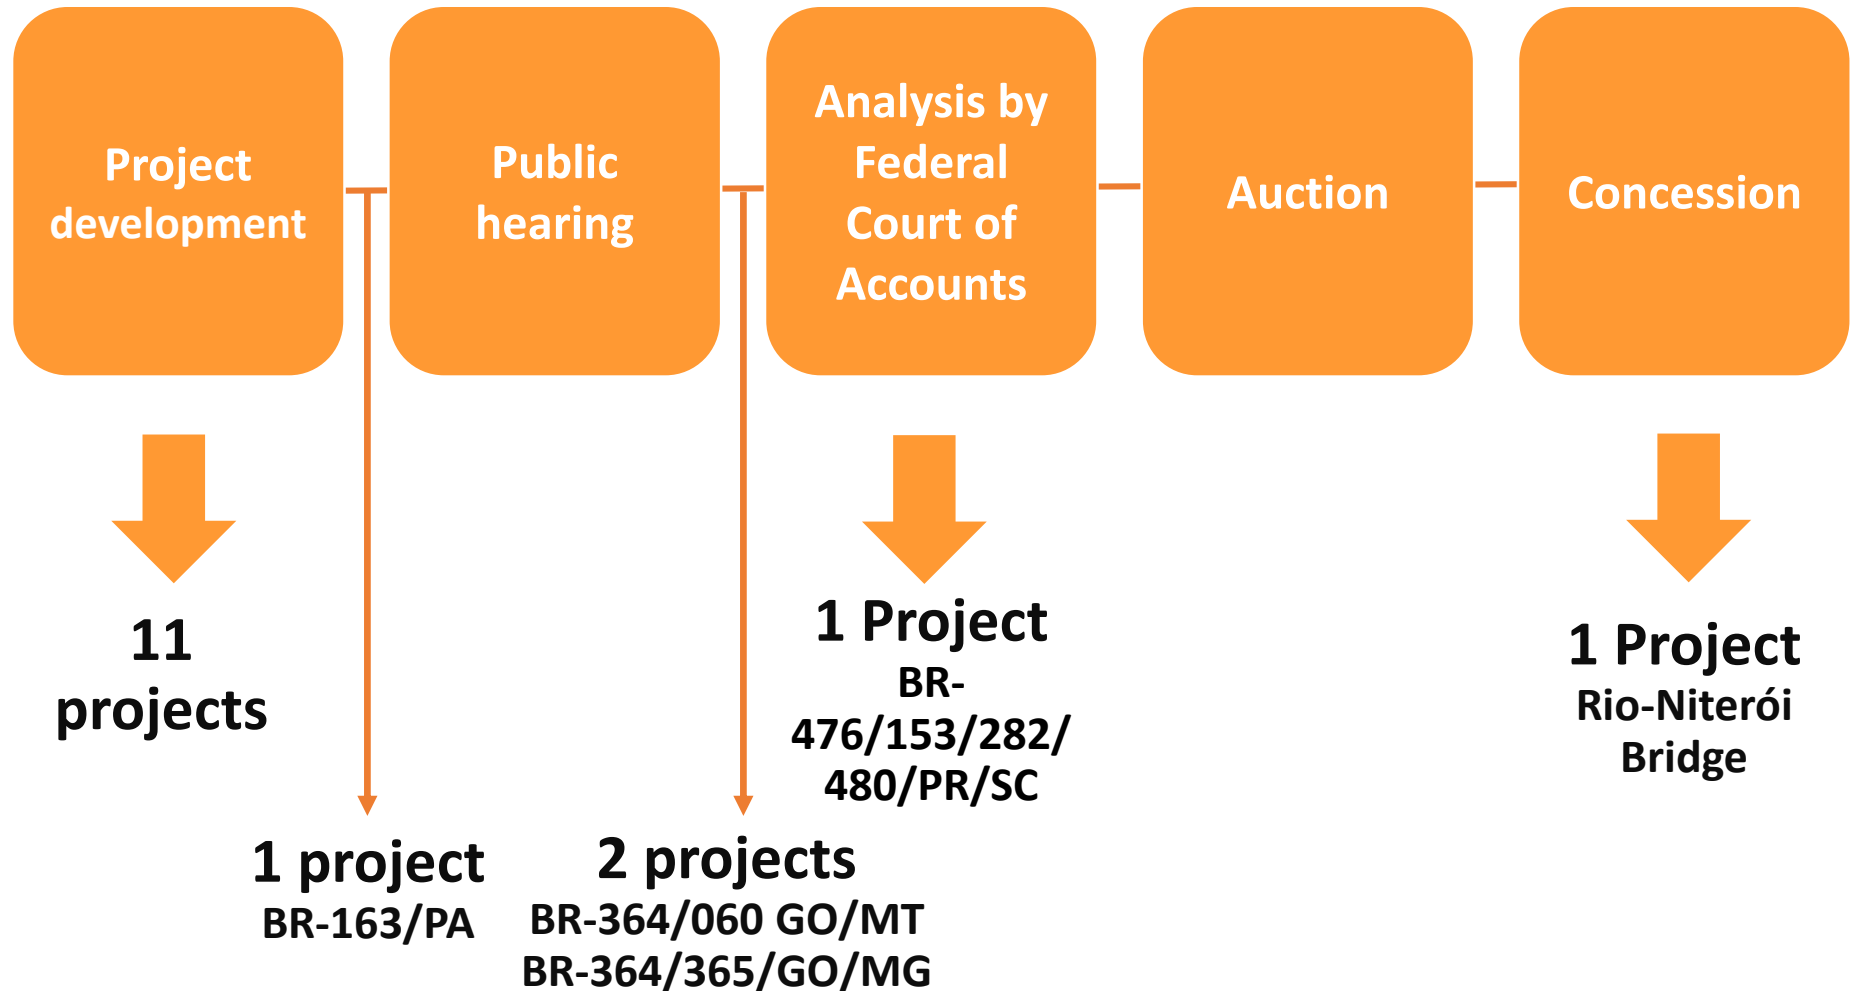 Project
development
Public
hearing
Analysis by
Federal
Court of
Accounts
Auction
Concession
11
projects
1 project
BR-163/PA
2 projects
BR-364/060 GO/MT
BR-364/365/GO/MG
1 Project
BR-
476/153/282/
480/PR/SC
1 Project
Rio-Niterói
Bridge